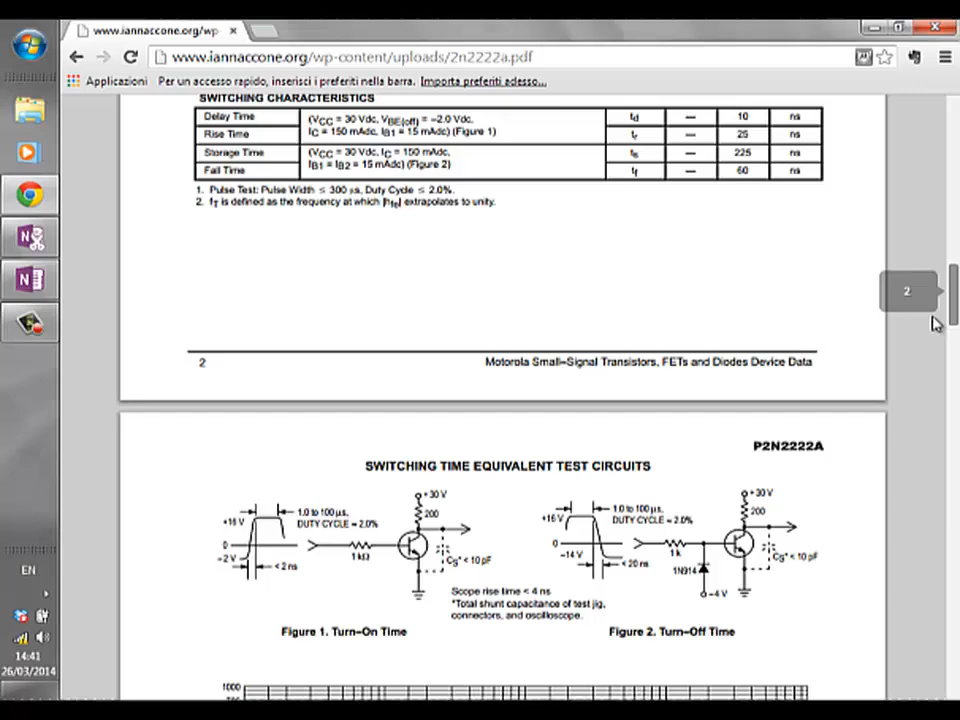 www.iannaccone.org/wp-
www.iannaccone.org/wp-content/uploads/2n2222a.pdf
Applicazioni Per un accesso rapido, inserisci i preferiti nella barra. Importa preferiti adesso...
SWITCHING CHARACTERISTICS
Delay Time (VCC = 30 Vdc, VBE(off) = –2.0 Vdc, td — 10 ns
Rise Time IC = 150 mAdc, IB1 = 15 mAdc) (Figure 1) tr — 25 ns
Storage Time (VCC = 30 Vdc, IC = 150 mAdc, ts — 225 ns
Fall Time IB1 = IB2 = 15 mAdc) (Figure 2) tf — 60 ns
1. Pulse Test: Pulse Width ≤ 300 μs, Duty Cycle ≤ 2.0%.
2. fT is defined as the frequency at which |hfe| extrapolates to unity.
2
2 Motorola Small–Signal Transistors, FETs and Diodes Device Data
P2N2222A
SWITCHING TIME EQUIVALENT TEST CIRCUITS
+30 V
200
1.0 to 100 μs,
DUTY CYCLE ≈ 2.0%
+16 V
0
–2 V
< 2 ns
1 kΩ
CS* < 10 pF
+30 V
200
1.0 to 100 μs,
DUTY CYCLE ≈ 2.0%
+16 V
0
–14 V
< 20 ns
1 k
1N914
CS* < 10 pF
–4 V
Scope rise time < 4 ns
*Total shunt capacitance of test jig,
connectors, and oscilloscope.
Figure 1. Turn–On Time
Figure 2. Turn–Off Time
1000
EN
14:41
26/03/2014